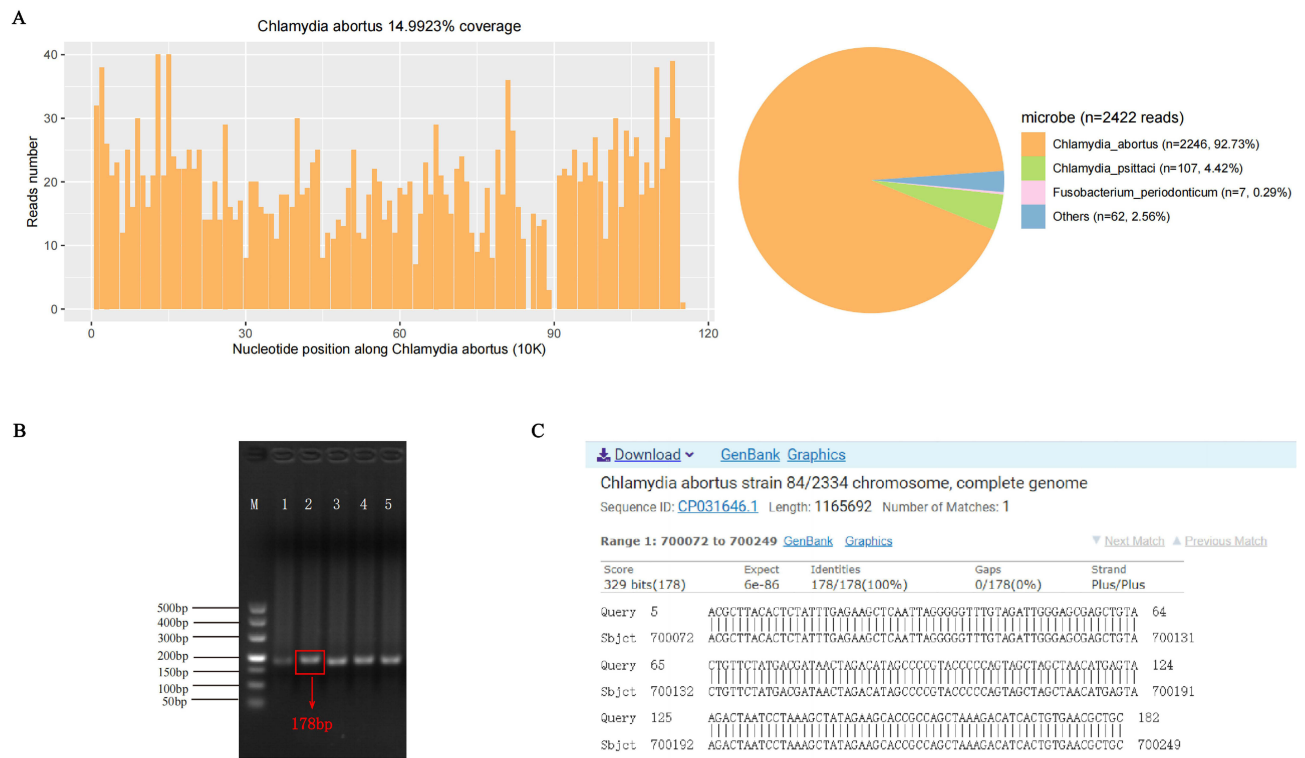 A
Chlamydia abortus 14.9923% coverage
40
30
20
10
0
Reads number
0 30 60 90 120
Nucleotide position along Chlamydia abortus (10K)
microbe (n=2422 reads)
Chlamydia_abortus (n=2246, 92.73%)
Chlamydia_psittaci (n=107, 4.42%)
Fusobacterium_periodonticum (n=7, 0.29%)
Others (n=62, 2.56%)
B
M 1 2 3 4 5
500bp
400bp
300bp
200bp
150bp
100bp
50bp
178bp
C
Download GenBank Graphics
Chlamydia abortus strain 84/2334 chromosome, complete genome
Sequence ID: CP031646.1 Length: 1165692 Number of Matches: 1
Range 1: 700072 to 700249 GenBank Graphics Next Match Previous Match
Score Expect Identities Gaps Strand
329 bits(178) 6e-86 178/178(100%) 0/178(0%) Plus/Plus
Query 5 ACGCTTACACTCTATTTGAGAAGCTCAATTAGGGGGTTTGTAGATTGGGAGCGAGCTGTA 64
Sbjct 700072 ACGCTTACACTCTATTTGAGAAGCTCAATTAGGGGGTTTGTAGATTGGGAGCGAGCTGTA 700131
Query 65 CTGTTCTATGACGATAACTAGACATAGCCCCGTACCCCCAGTAGCTAGCTAACATGAGTA 124
Sbjct 700132 CTGTTCTATGACGATAACTAGACATAGCCCCGTACCCCCAGTAGCTAGCTAACATGAGTA 700191
Query 125 AGACTAATCCTAAAGCTATAGAAGCACCGCCAGCTAAAGACATCACTGTGAACGCTGC 182
Sbjct 700192 AGACTAATCCTAAAGCTATAGAAGCACCGCCAGCTAAAGACATCACTGTGAACGCTGC 700249